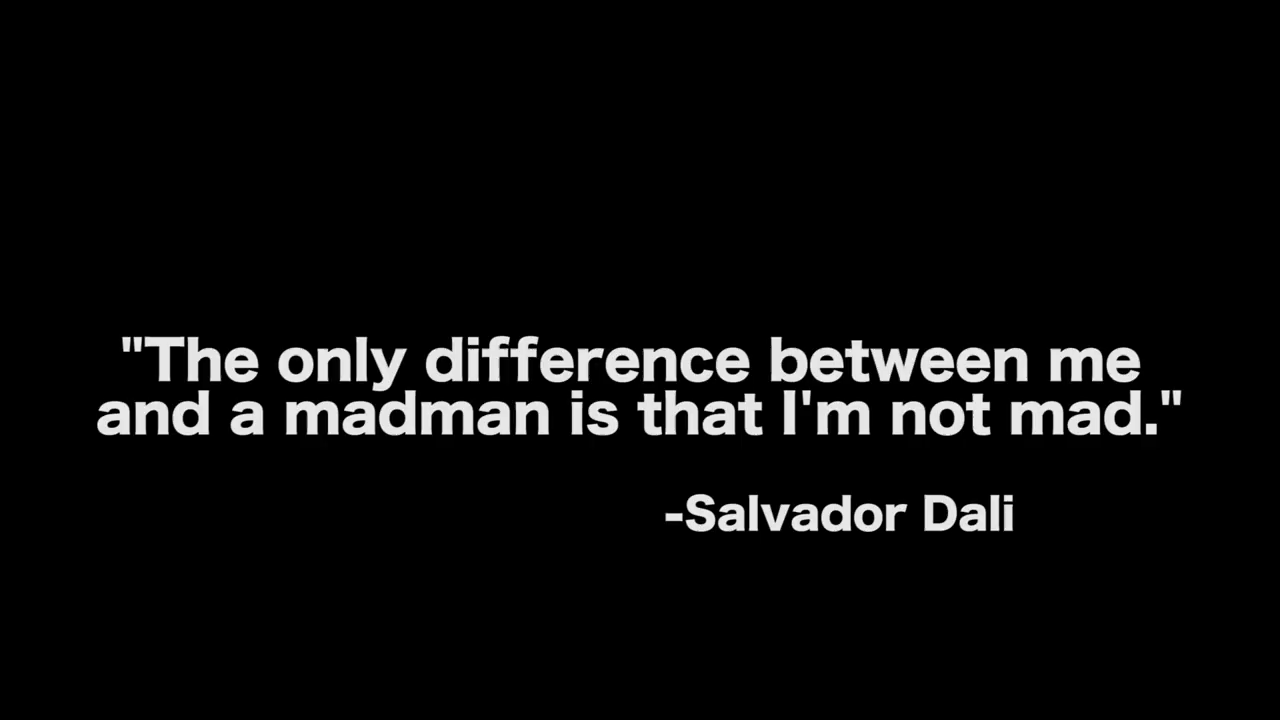 "The only difference between me
and a madman is that I'm not mad."
-Salvador Dali